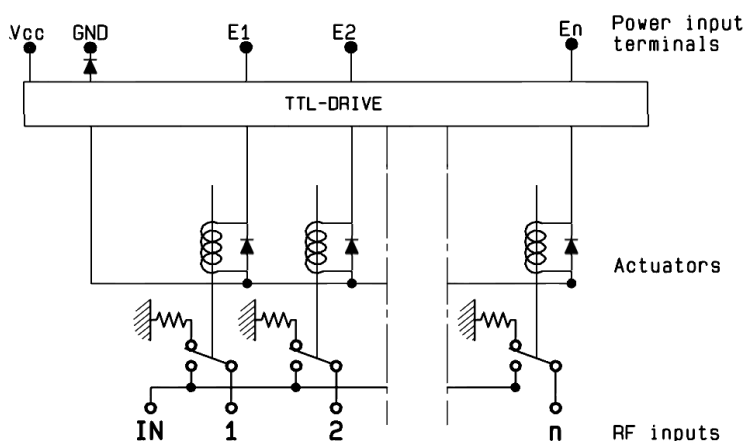 Vcc GND E1 E2 En Power input
terminals
TTL-DRIVE
Actuators
IN 1 2 n RF inputs